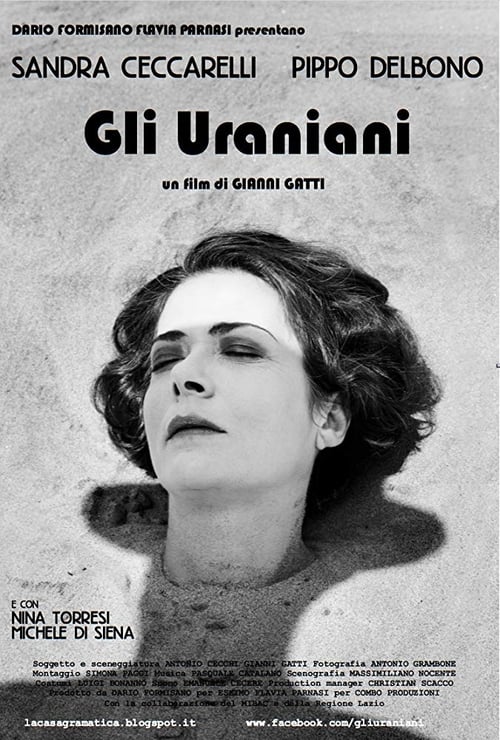 DARIO FORMISANO FLAVIA PARNASI presentano
SANDRA CECCARELLI PIPPO DELBONO
Gli Uraniani
un film di GIANNI GATTI
E CON
NINA TORRESI
MICHELE DI SIENA
Soggetto e sceneggiatura ANTONIO CECCHI GIANNI GATTI Fotografia ANTONIO GRAMBONE
Montaggio SIMONA PAGGI Musica PASQUALE CATALANO Scenografia MASSIMILIANO NOCENTE
Costumi LUIGI BONANNO Suono EMANUELE CECERE Production manager CHRISTIAN SCACCO
Prodotto da DARIO FORMISANO per ESKIMO FLAVIA PARNASI per COMBO PRODUZIONI
Con la collaborazione del MIBAC e della Regione Lazio
lacasagramatica.blogspot.it www.facebook.com/gliuraniani